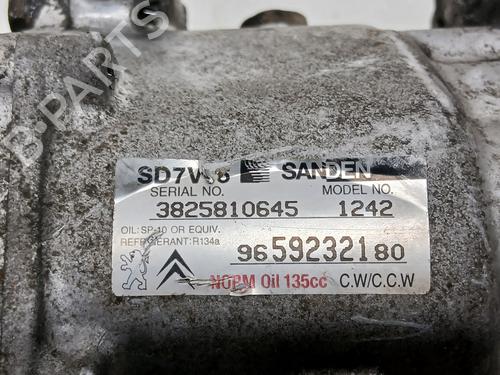 B-PARTS
SD7V16 SANDEN
SERIAL NO. MODEL NO.
3825810645 1242
OIL: SP-10 OR EQUIV.
REFRIGERANT: R134a
9659232180
NORM Oil 135cc C.W/C.C.W